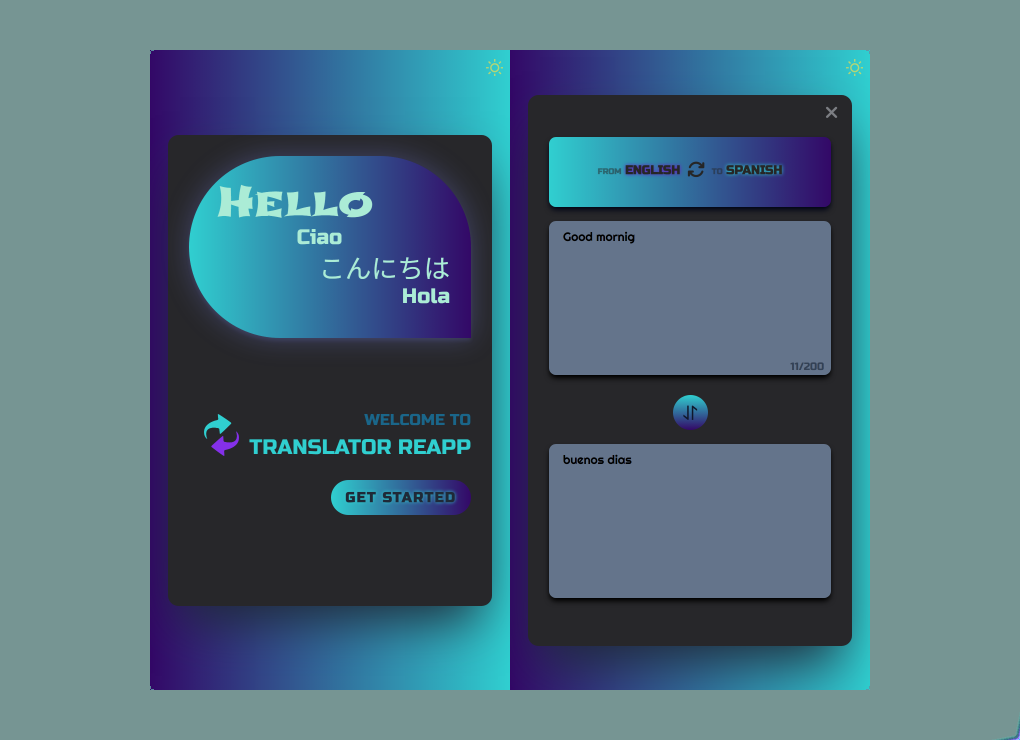 HELLO
Ciao
こんにちは
Hola
WELCOME TO
TRANSLATOR REAPP
GET STARTED
FROM ENGLISH TO SPANISH
Good mornig
11/200
buenos dias